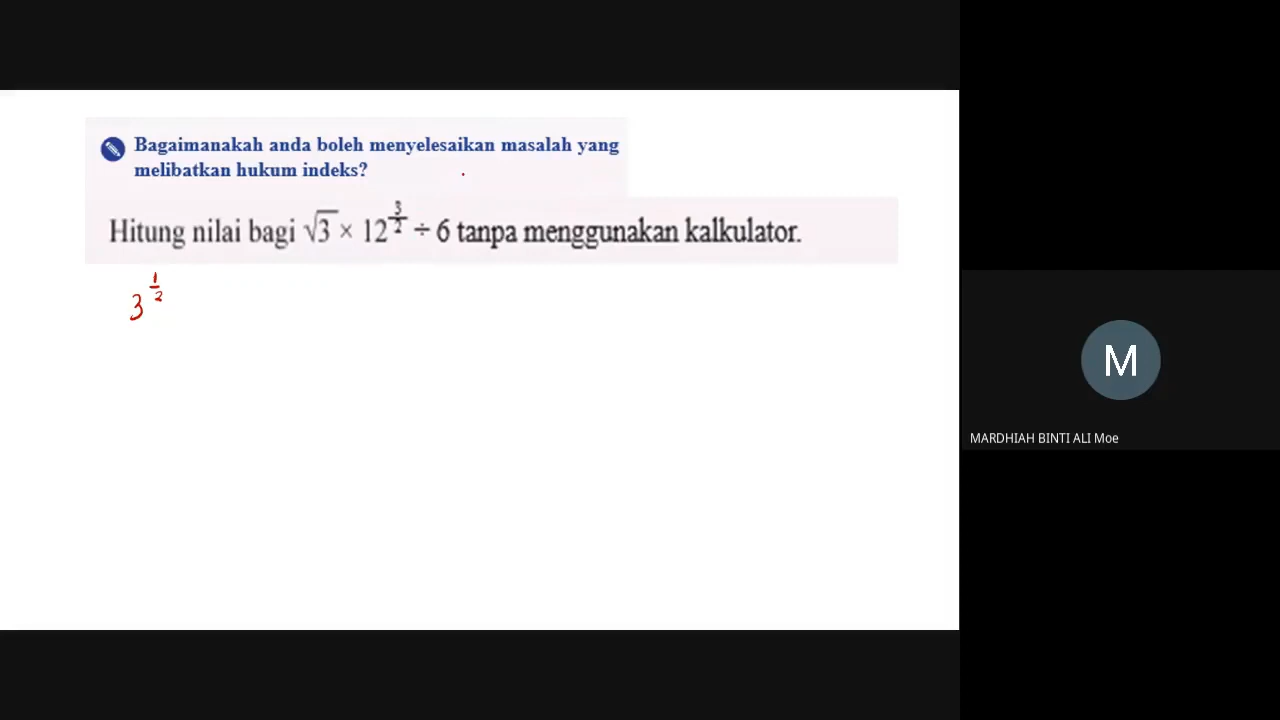 Bagaimanakah anda boleh menyelesaikan masalah yang
melibatkan hukum indeks?
Hitung nilai bagi √3 × 12^(3/2) ÷ 6 tanpa menggunakan kalkulator.
3^(1/2)
M
MARDHIAH BINTI ALI Moe